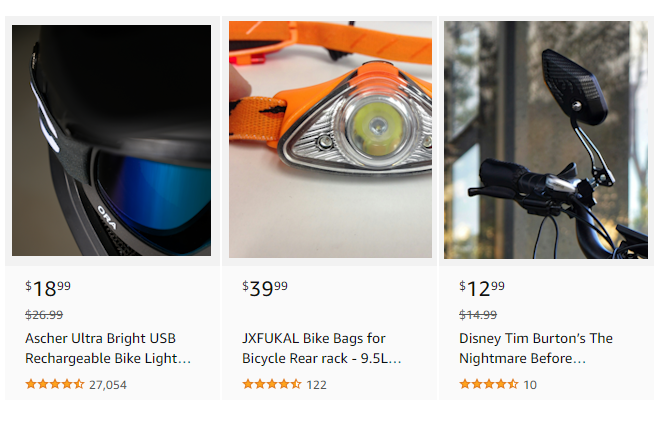 ORA
$18.99
$26.99
Ascher Ultra Bright USB
Rechargeable Bike Light...
27,054
$39.99
JXFUKAL Bike Bags for
Bicycle Rear rack - 9.5L...
122
$12.99
$14.99
Disney Tim Burton's The
Nightmare Before...
10